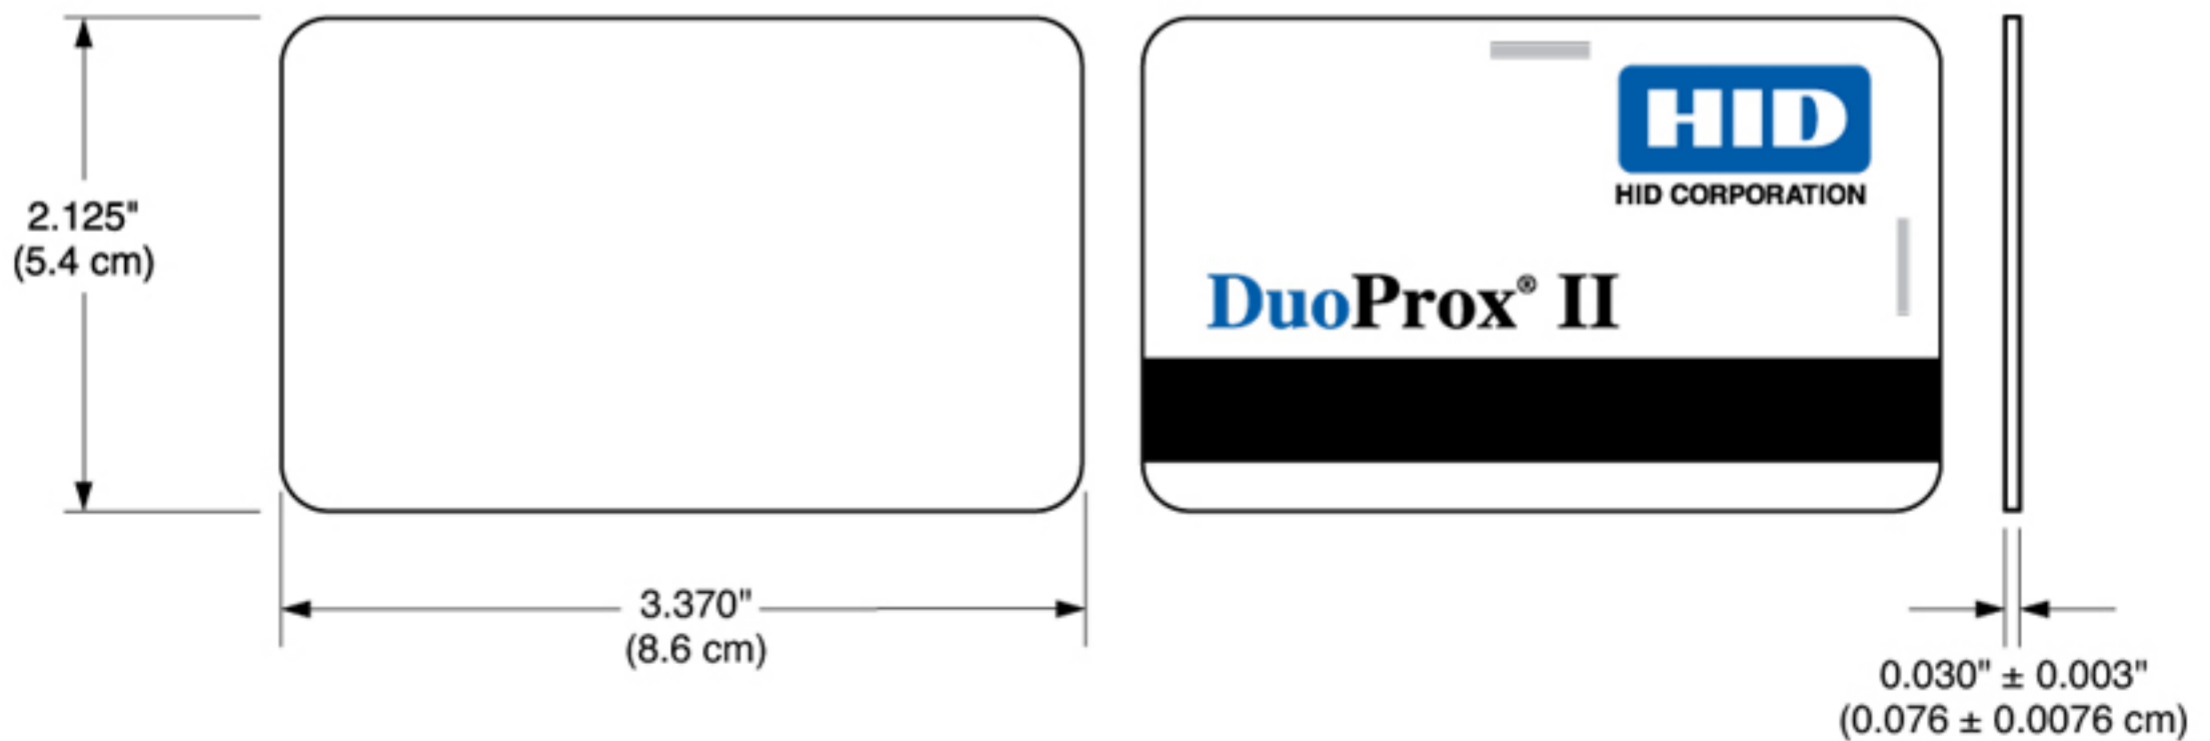 2.125"
(5.4 cm)
3.370"
(8.6 cm)
HID
HID CORPORATION
DuoProx® II
0.030" ± 0.003"
(0.076 ± 0.0076 cm)